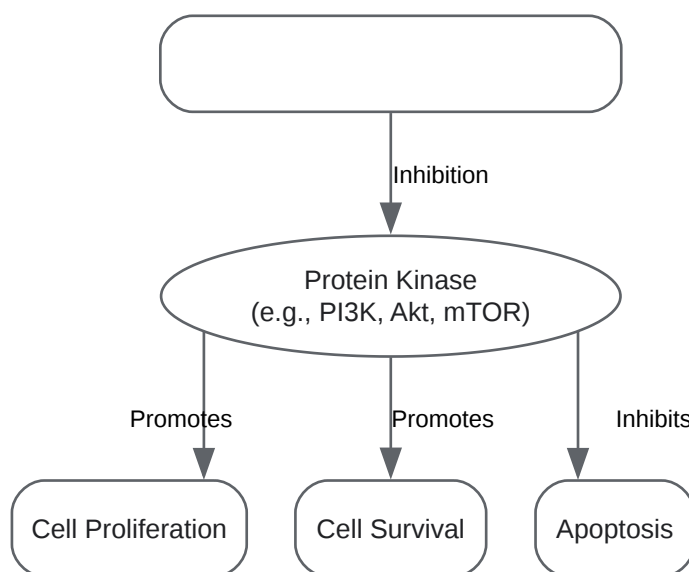 Inhibition
Protein Kinase
(e.g., PI3K, Akt, mTOR)
Promotes
Promotes
Inhibits
Cell Proliferation
Cell Survival
Apoptosis